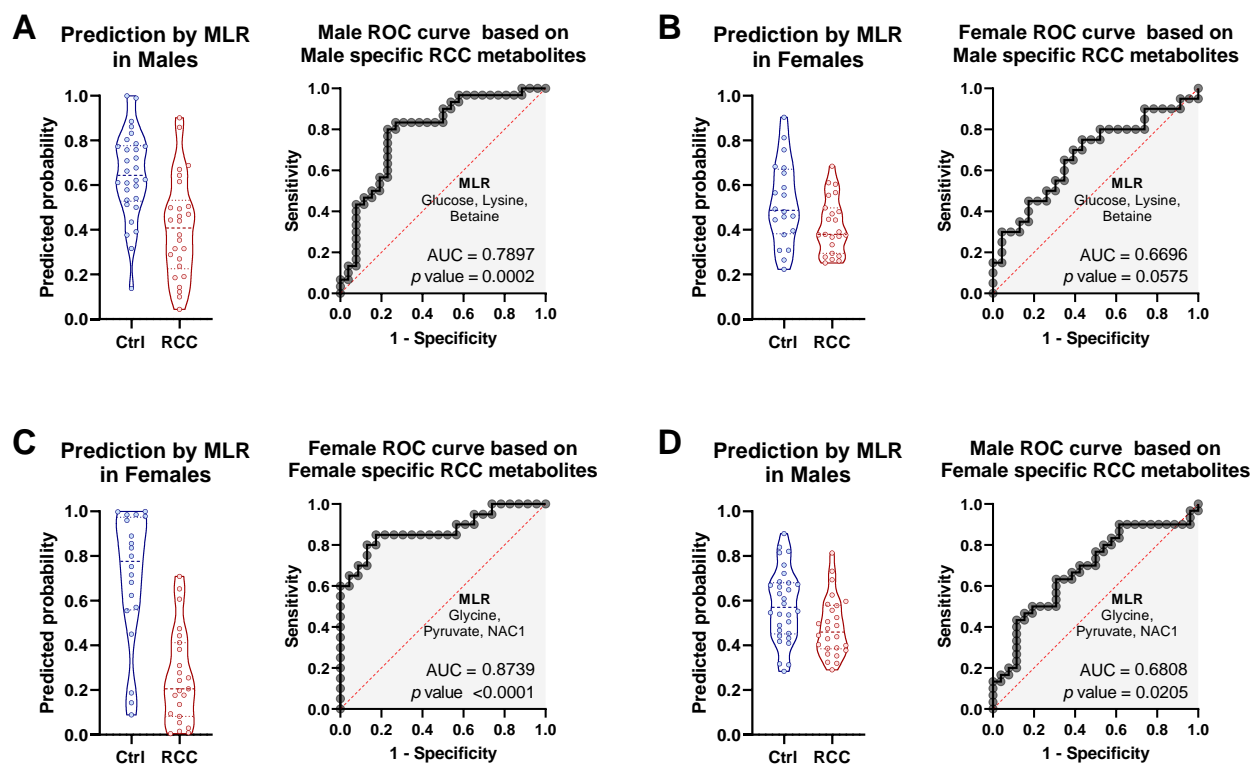 A
Prediction by MLR
in Males
Predicted probability
1.0
0.8
0.6
0.4
0.2
0.0
Ctrl
RCC
Male ROC curve based on
Male specific RCC metabolites
Sensitivity
1.0
0.8
0.6
0.4
0.2
0.0
MLR
Glucose, Lysine,
Betaine
AUC = 0.7897
p value = 0.0002
0.0 0.2 0.4 0.6 0.8 1.0
1 - Specificity
B
Prediction by MLR
in Females
Predicted probability
1.0
0.8
0.6
0.4
0.2
0.0
Ctrl
RCC
Female ROC curve based on
Male specific RCC metabolites
Sensitivity
1.0
0.8
0.6
0.4
0.2
0.0
MLR
Glucose, Lysine,
Betaine
AUC = 0.6696
p value = 0.0575
0.0 0.2 0.4 0.6 0.8 1.0
1 - Specificity
C
Prediction by MLR
in Females
Predicted probability
1.0
0.8
0.6
0.4
0.2
0.0
Ctrl
RCC
Female ROC curve based on
Female specific RCC metabolites
Sensitivity
1.0
0.8
0.6
0.4
0.2
0.0
MLR
Glycine,
Pyruvate, NAC1
AUC = 0.8739
p value <0.0001
0.0 0.2 0.4 0.6 0.8 1.0
1 - Specificity
D
Prediction by MLR
in Males
Predicted probability
1.0
0.8
0.6
0.4
0.2
0.0
Ctrl
RCC
Male ROC curve based on
Female specific RCC metabolites
Sensitivity
1.0
0.8
0.6
0.4
0.2
0.0
MLR
Glycine,
Pyruvate, NAC1
AUC = 0.6808
p value = 0.0205
0.0 0.2 0.4 0.6 0.8 1.0
1 - Specificity